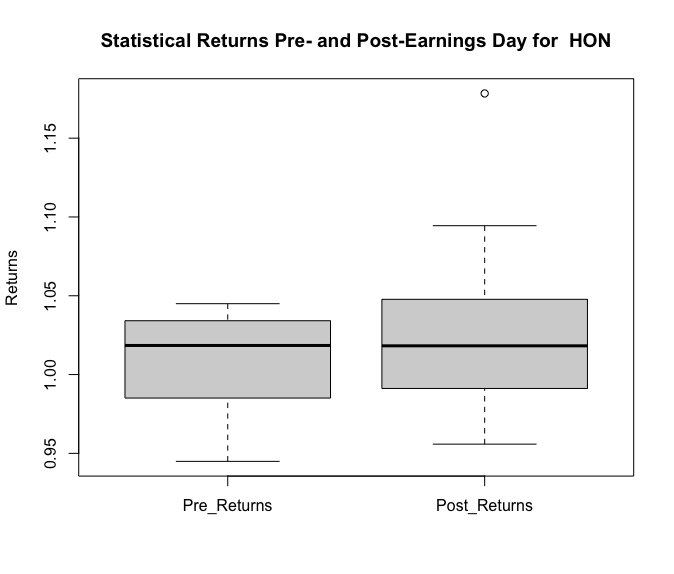 Statistical Returns Pre- and Post-Earnings Day for  HON
Returns
1.15
1.10
1.05
1.00
0.95
Pre_Returns
Post_Returns